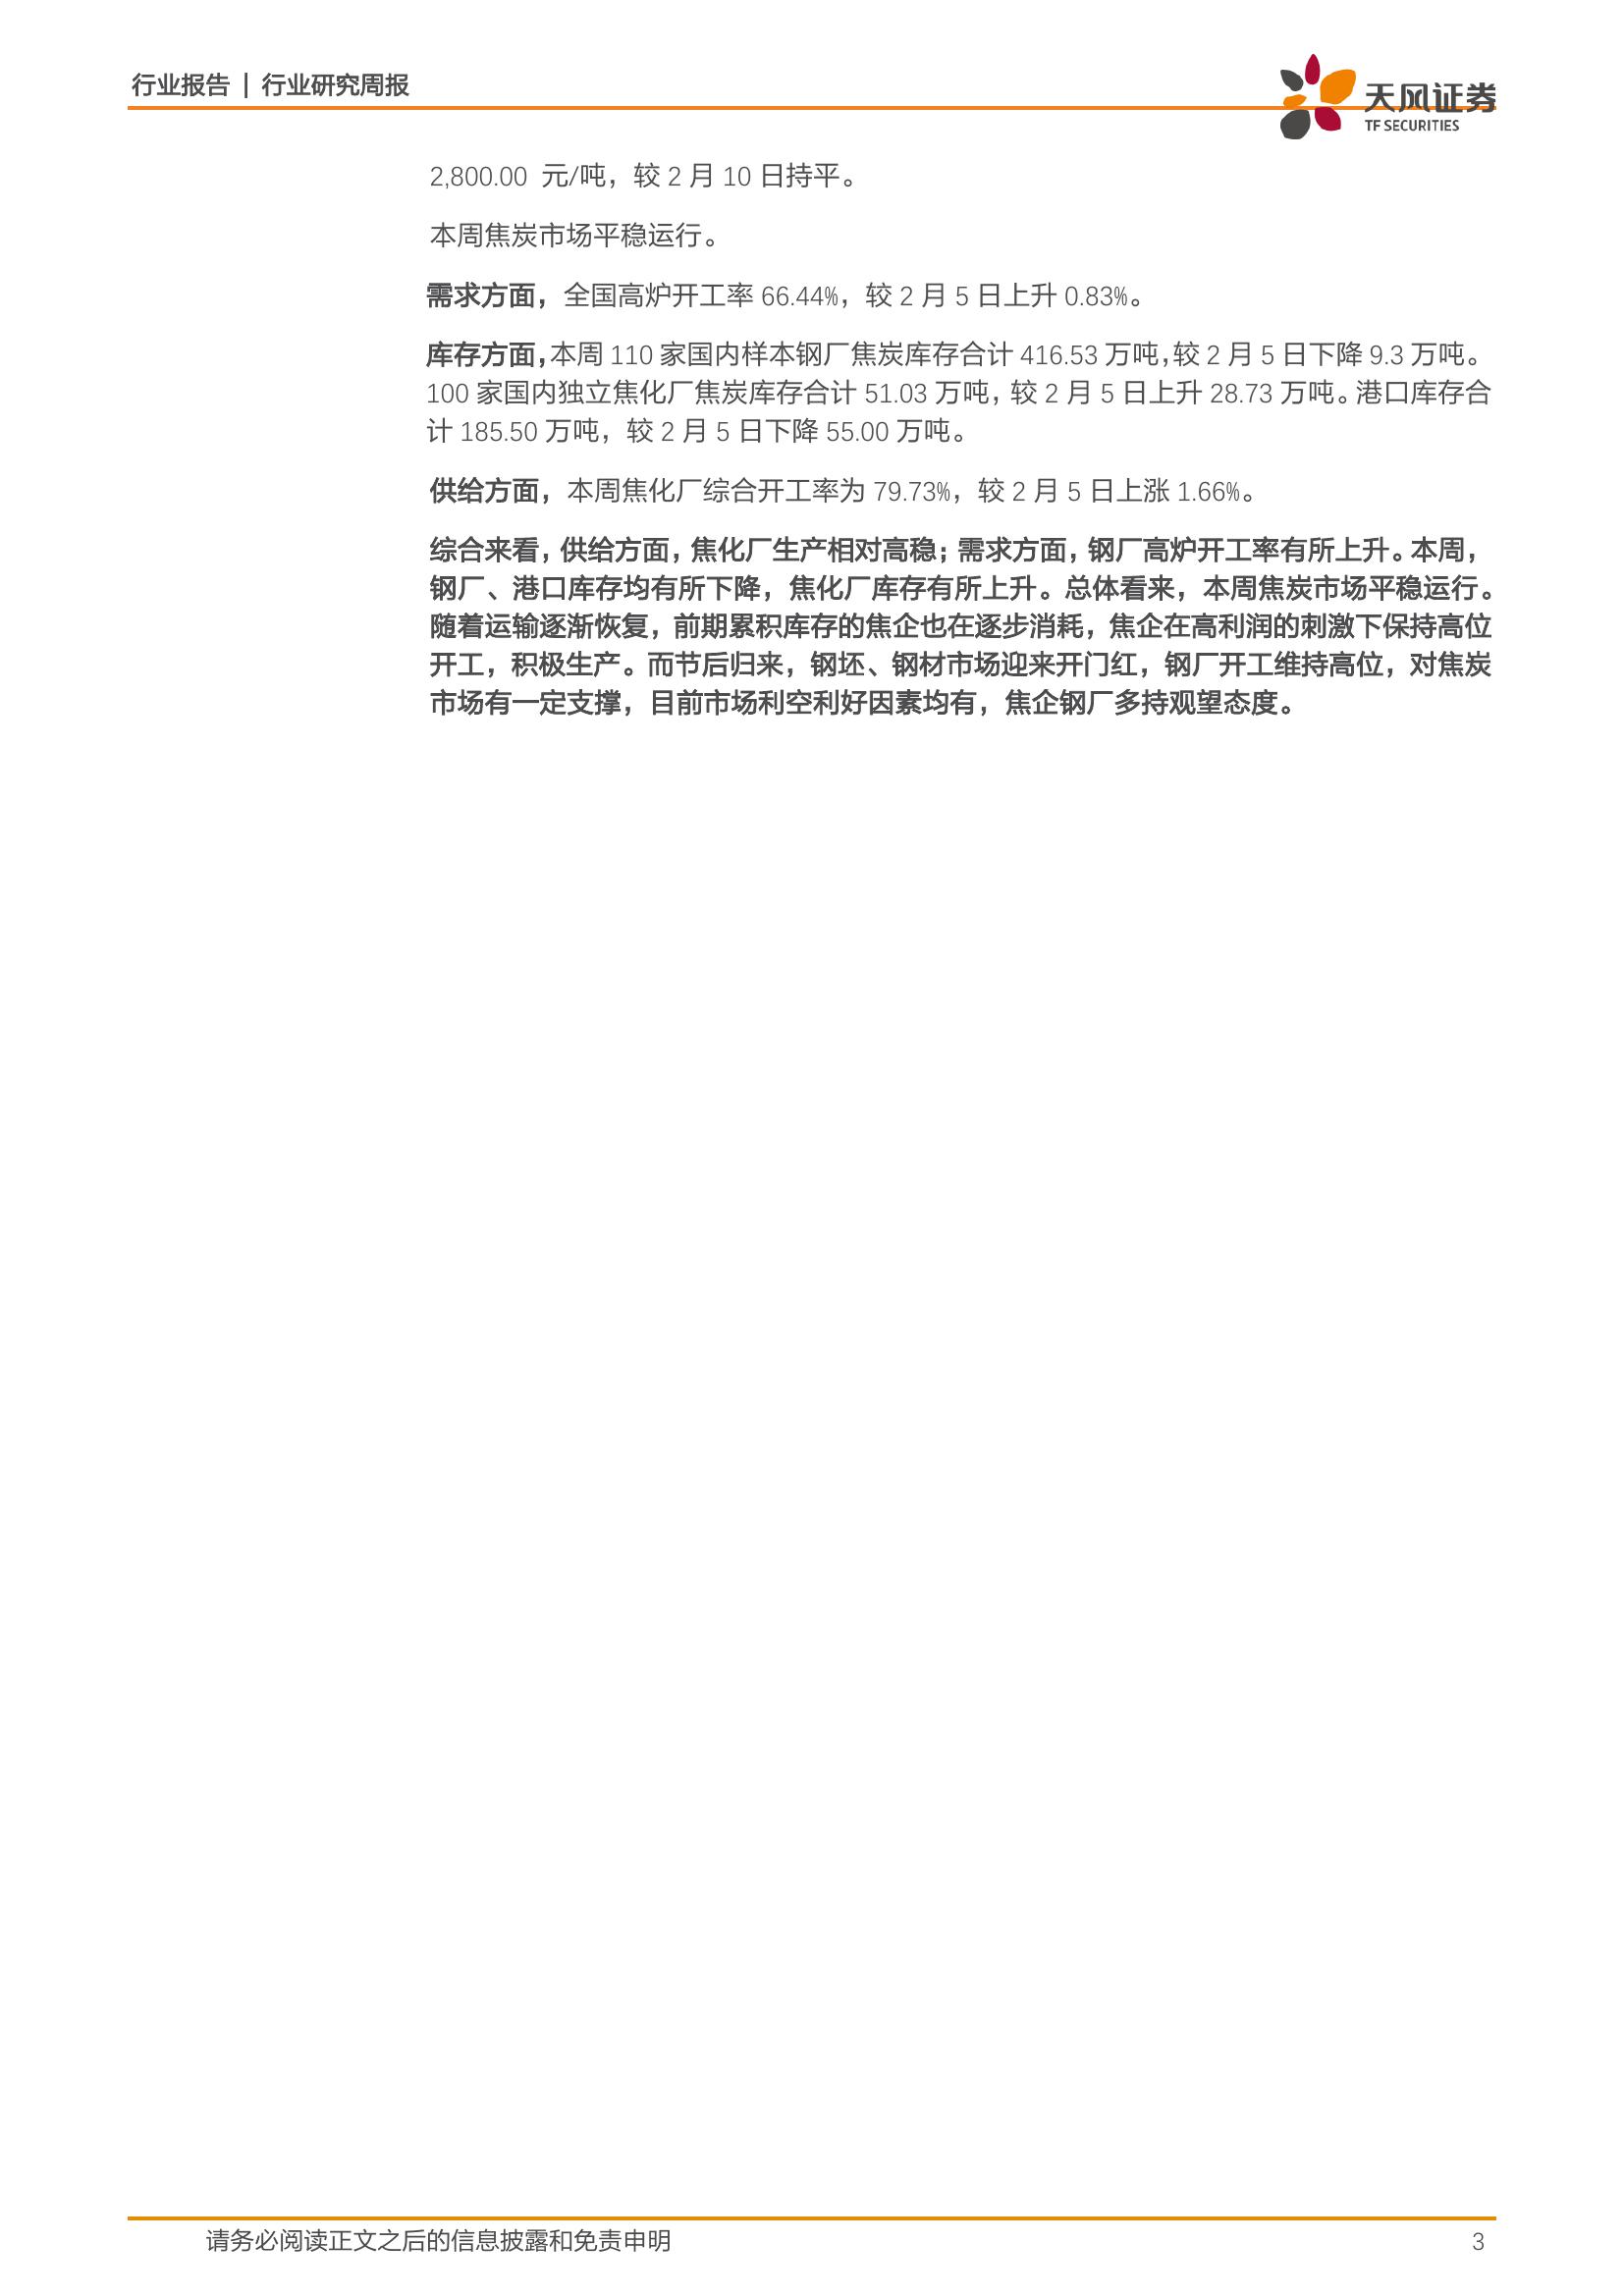 行业报告 | 行业研究周报
天风证券
TF SECURITIES
2,800.00 元/吨，较 2 月 10 日持平。
本周焦炭市场平稳运行。
需求方面，全国高炉开工率 66.44%，较 2 月 5 日上升 0.83%。
库存方面，本周 110 家国内样本钢厂焦炭库存合计 416.53 万吨，较 2 月 5 日下降 9.3 万吨。
100 家国内独立焦化厂焦炭库存合计 51.03 万吨，较 2 月 5 日上升 28.73 万吨。港口库存合
计 185.50 万吨，较 2 月 5 日下降 55.00 万吨。
供给方面，本周焦化厂综合开工率为 79.73%，较 2 月 5 日上涨 1.66%。
综合来看，供给方面，焦化厂生产相对高稳；需求方面，钢厂高炉开工率有所上升。本周，
钢厂、港口库存均有所下降，焦化厂库存有所上升。总体看来，本周焦炭市场平稳运行。
随着运输逐渐恢复，前期累积库存的焦企也在逐步消耗，焦企在高利润的刺激下保持高位
开工，积极生产。而节后归来，钢坯、钢材市场迎来开门红，钢厂开工维持高位，对焦炭
市场有一定支撑，目前市场利空利好因素均有，焦企钢厂多持观望态度。
请务必阅读正文之后的信息披露和免责申明
3